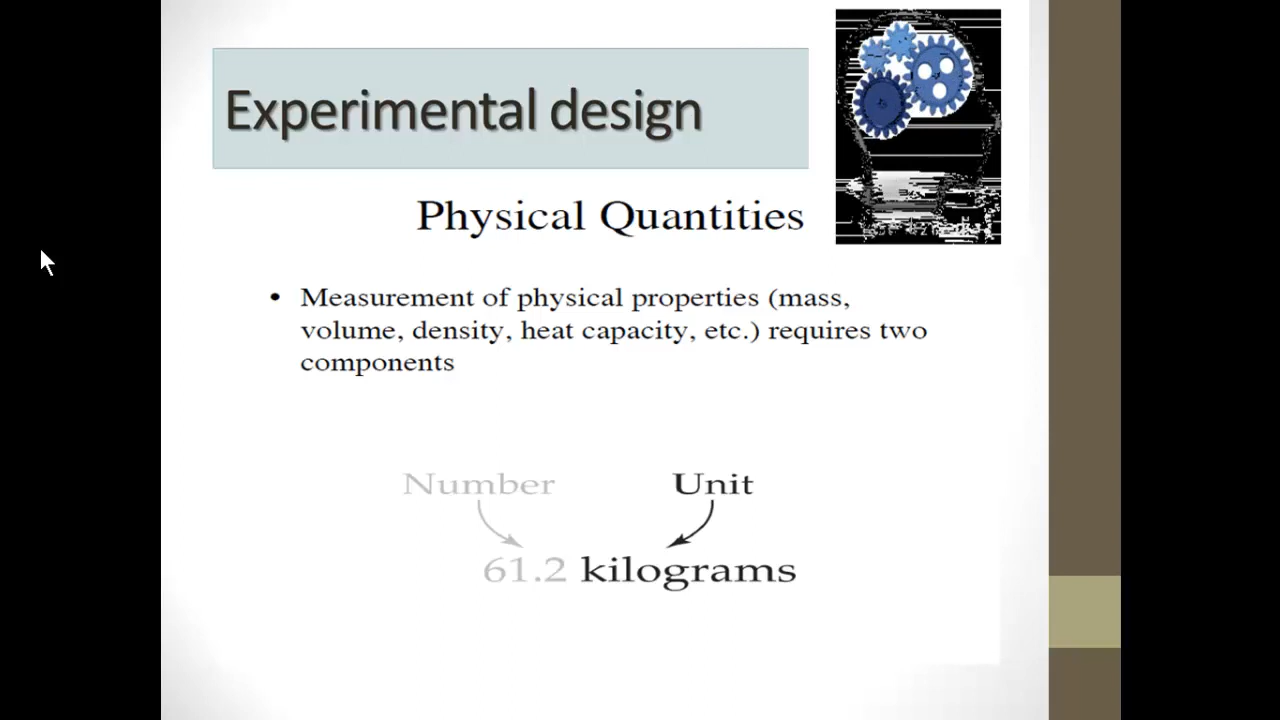 Experimental design
Physical Quantities
• Measurement of physical properties (mass,
volume, density, heat capacity, etc.) requires two
components
Number Unit
61.2 kilograms